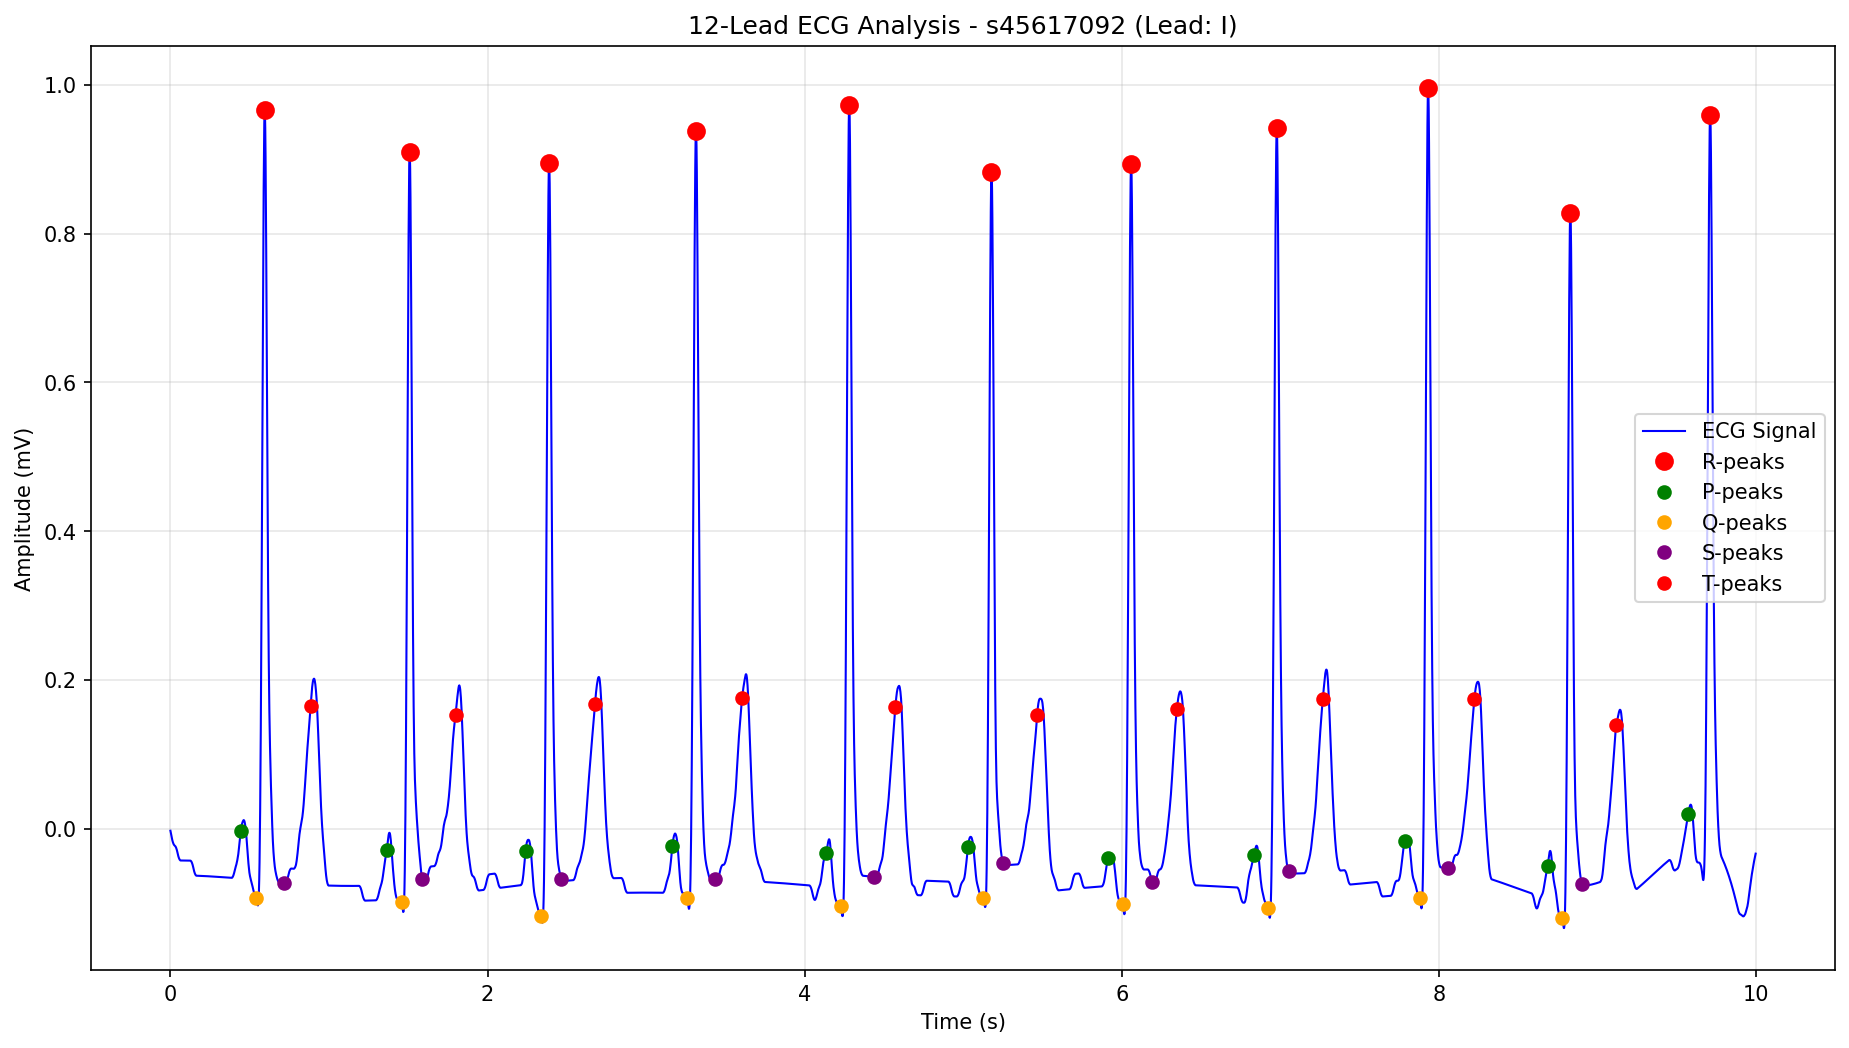 12-Lead ECG Analysis - s45617092 (Lead: I)
Amplitude (mV)
1.0
0.8
0.6
0.4
0.2
0.0
ECG Signal
R-peaks
P-peaks
Q-peaks
S-peaks
T-peaks
0 2 4 6 8 10
Time (s)